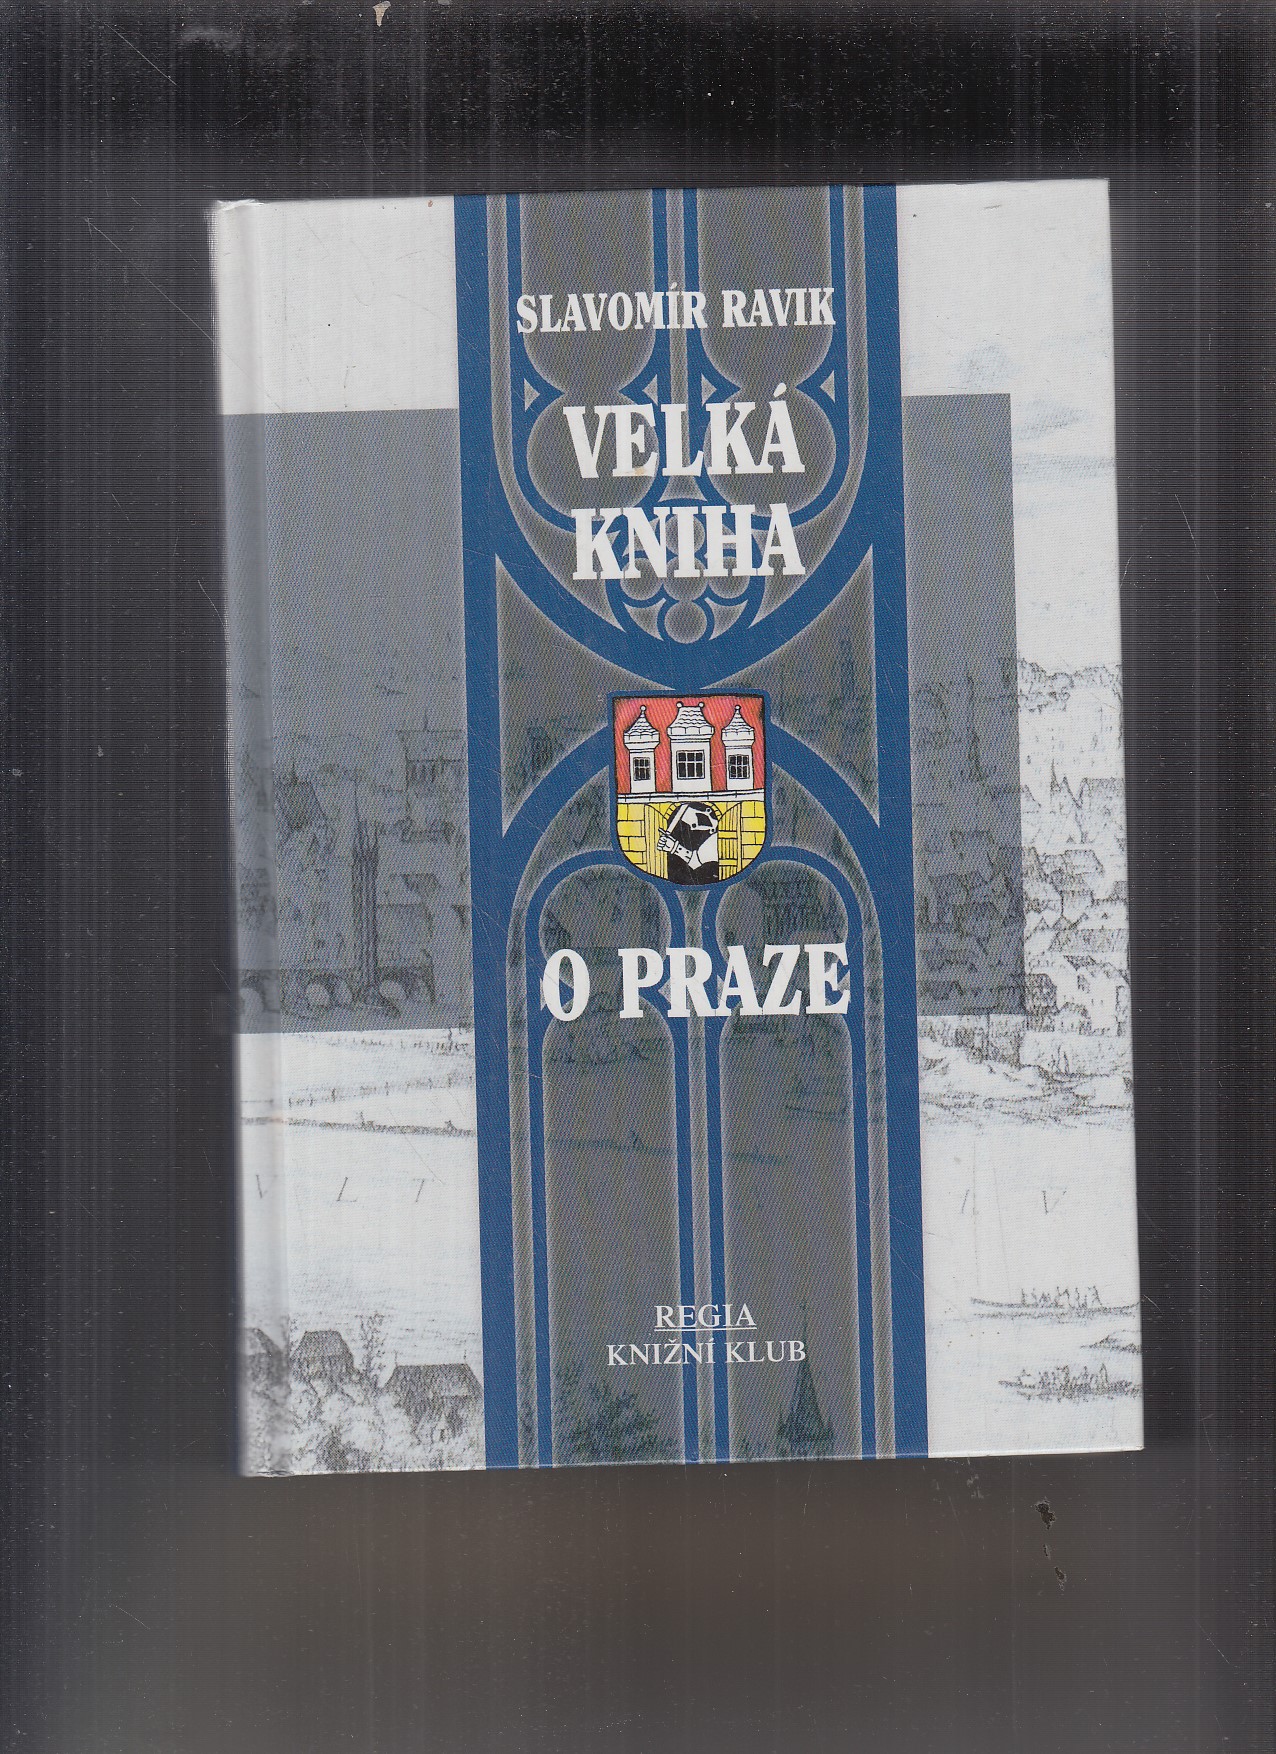 SLAVOMÍR RAVIK
VELKÁ
KNIHA
O PRAZE
V L T
A V
REGIA
KNIŽNÍ KLUB